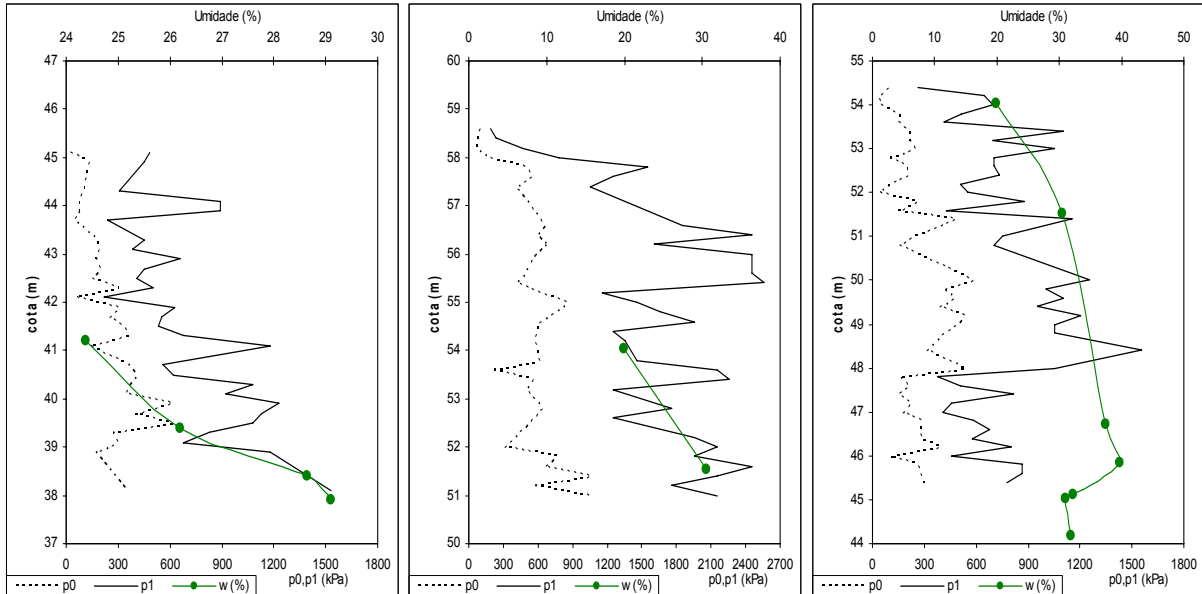 Umidade (%)
24 25 26 27 28 29 30
47
46
45
44
43
42
41
40
39
38
37
cota (m)
0 300 600 900 1200 1500 1800
p0,p1 (kPa)
p0 p1 w (%)
Umidade (%)
0 10 20 30 40
60
59
58
57
56
55
54
53
52
51
50
cota (m)
0 300 600 900 1200 1500 1800 2100 2400 2700
p0,p1 (kPa)
p0 p1 w (%)
Umidade (%)
0 10 20 30 40 50
55
54
53
52
51
50
49
48
47
46
45
44
cota (m)
0 300 600 900 1200 1500 1800
p0,p1 (kPa)
p0 p1 w (%)